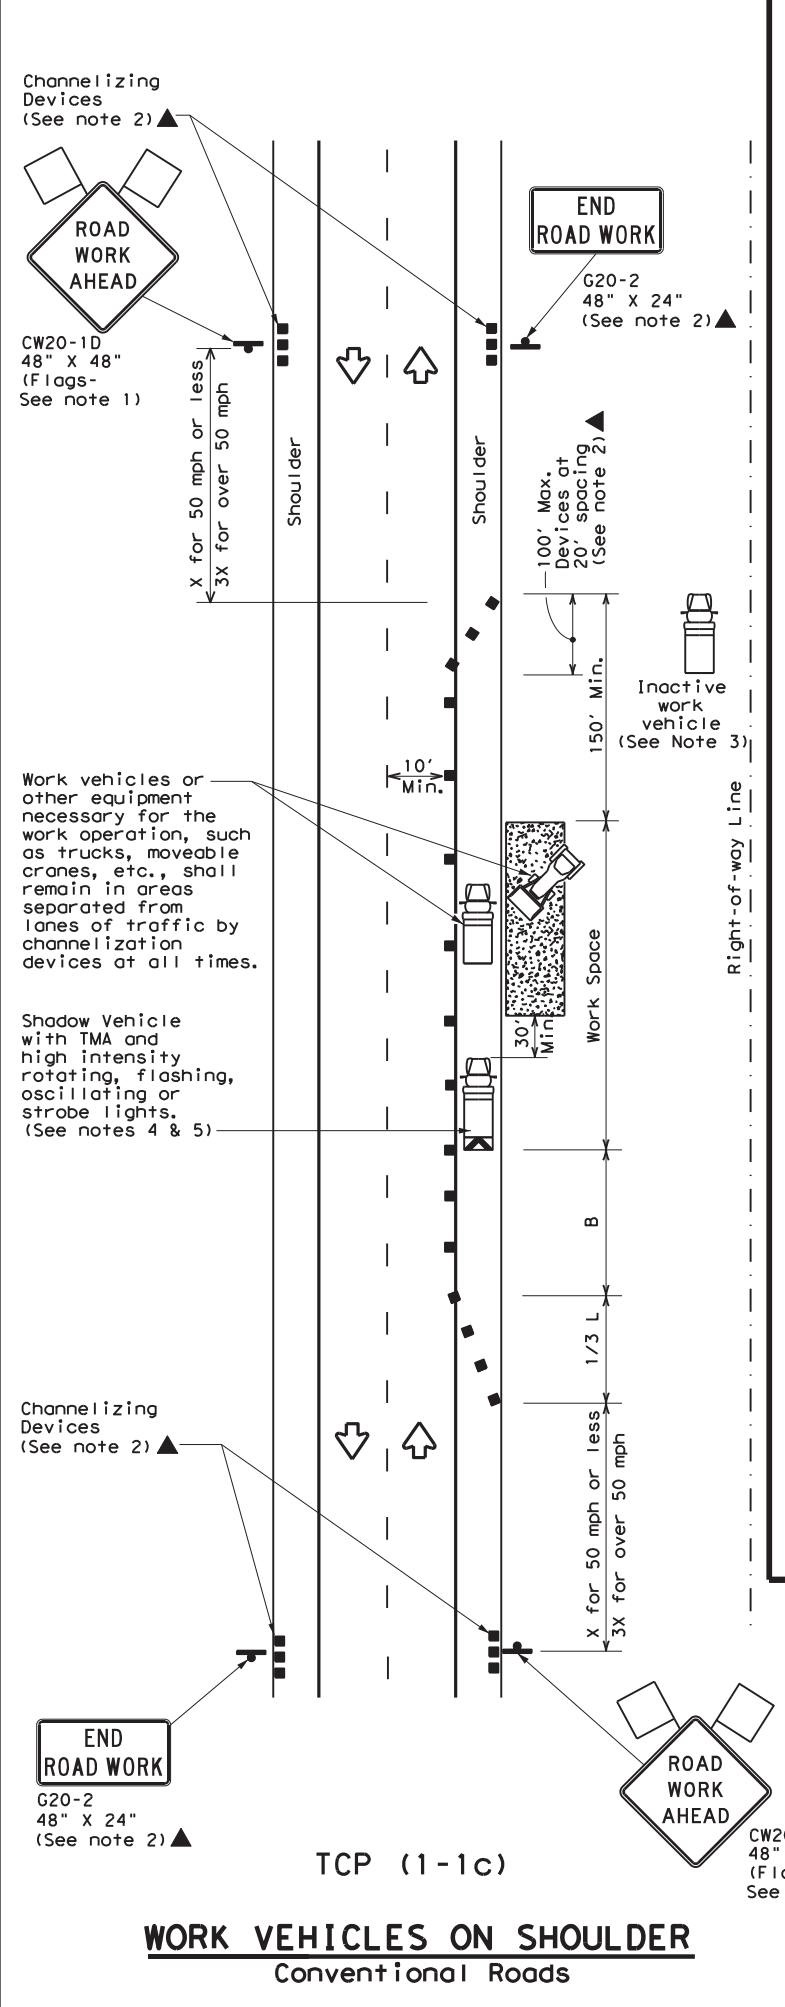 Channelizing
Devices
(See note 2)
ROAD
WORK
AHEAD
CW20-1D
48" X 48"
(Flags-
See note 1)
END
ROAD WORK
G20-2
48" X 24"
(See note 2)
X for 50 mph or less
3X for over 50 mph
Shoulder
Shoulder
100' Max.
Devices at
20' spacing
(See note 2)
150' Min.
Inactive
work
vehicle
(See Note 3)
Right-of-way Line
10'
Min.
Work vehicles or
other equipment
necessary for the
work operation, such
as trucks, moveable
cranes, etc., shall
remain in areas
separated from
lanes of traffic by
channelization
devices at all times.
Work Space
30'
Min.
Shadow Vehicle
with TMA and
high intensity
rotating, flashing,
oscillating or
strobe lights.
(See notes 4 & 5)
B
1/3 L
Channelizing
Devices
(See note 2)
X for 50 mph or less
3X for over 50 mph
END
ROAD WORK
G20-2
48" X 24"
(See note 2)
ROAD
WORK
AHEAD
48"
See
TCP (1-1c)
WORK VEHICLES ON SHOULDER
Conventional Roads